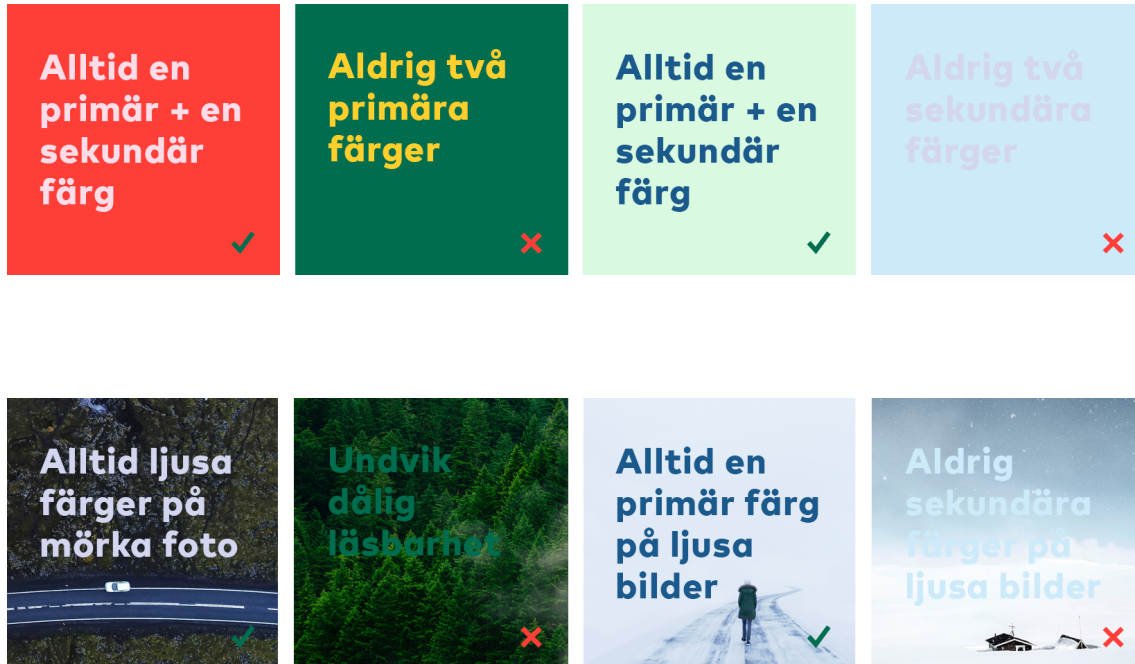 Alltid en
primär + en
sekundär
färg
Aldrig två
primära
färger
Alltid en
primär + en
sekundär
färg
Aldrig två
sekundära
färger
Alltid ljusa
färger på
mörka foto
Undvik
dålig
läsbarhet
Alltid en
primär färg
på ljusa
bilder
Aldrig
sekundära
färger på
ljusa bilder